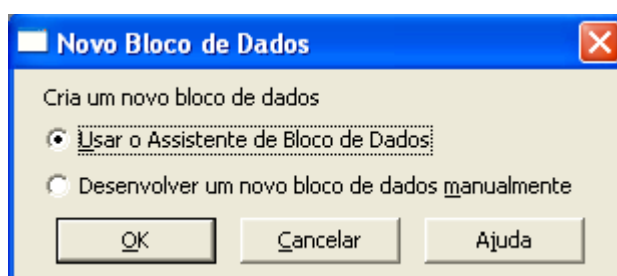 Novo Bloco de Dados
Cria um novo bloco de dados
Usar o Assistente de Bloco de Dados
Desenvolver um novo bloco de dados manualmente
OK Cancelar Ajuda